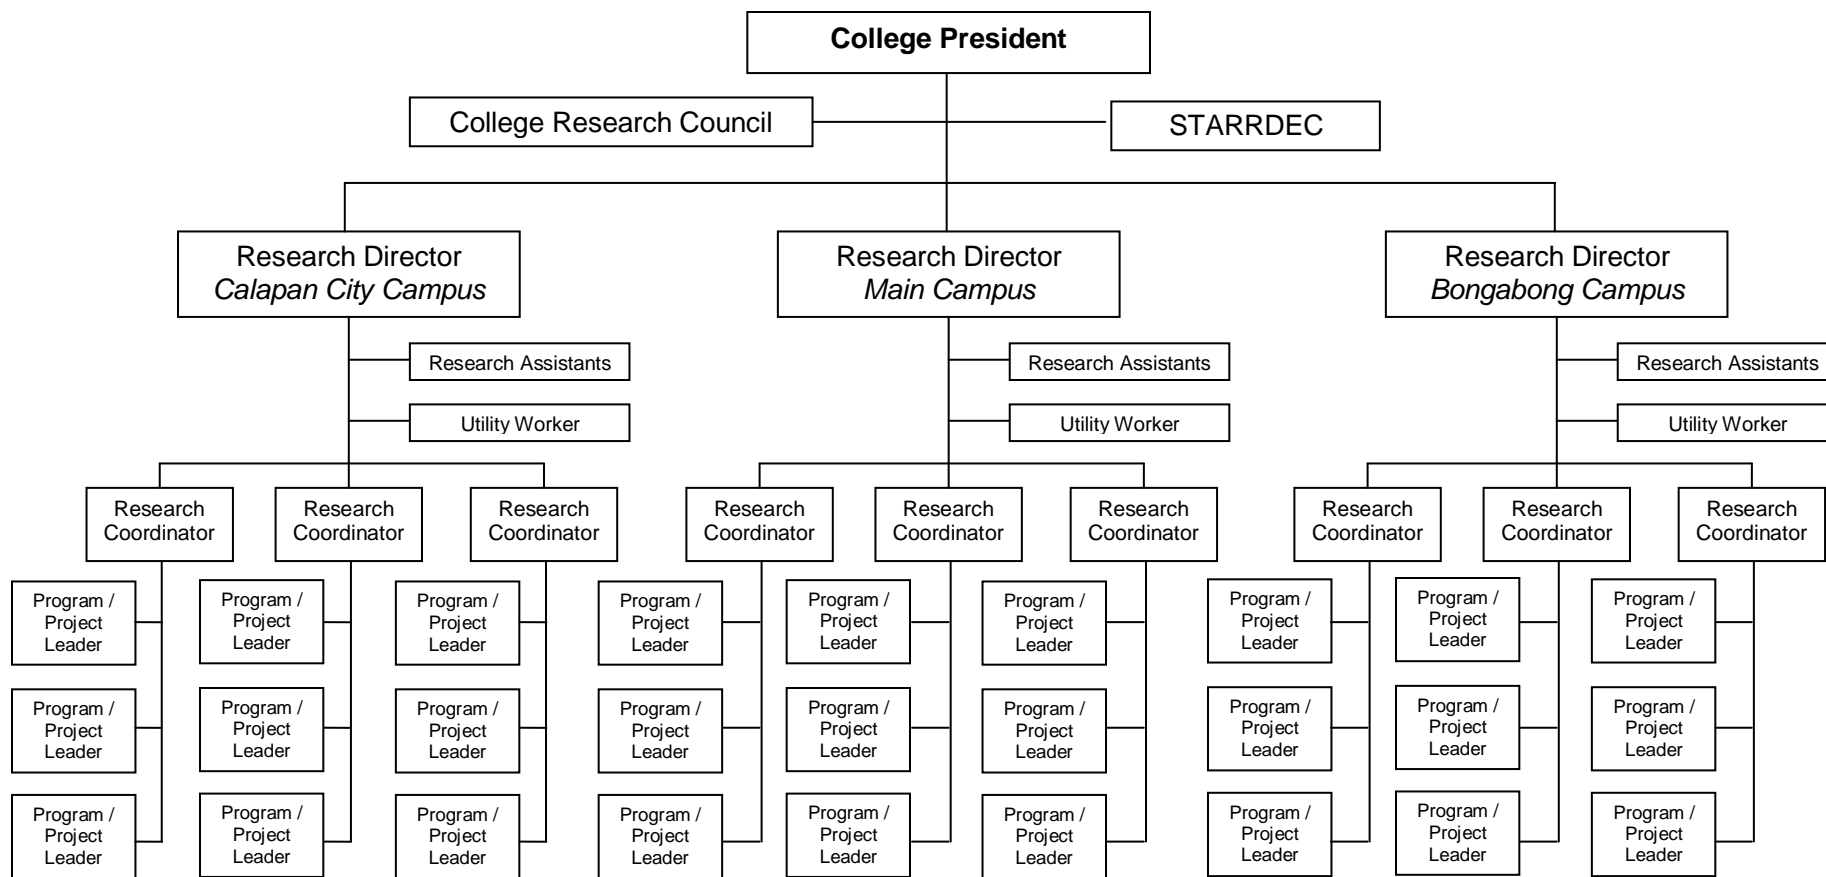 College President
College Research Council
STARRDEC
Research Director
Calapan City Campus
Research Director
Main Campus
Research Director
Bongabong Campus
Research Assistants
Research Assistants
Research Assistants
Utility Worker
Utility Worker
Utility Worker
Research
Coordinator
Research
Coordinator
Research
Coordinator
Research
Coordinator
Research
Coordinator
Research
Coordinator
Research
Coordinator
Research
Coordinator
Research
Coordinator
Program /
Project
Leader
Program /
Project
Leader
Program /
Project
Leader
Program /
Project
Leader
Program /
Project
Leader
Program /
Project
Leader
Program /
Project
Leader
Program /
Project
Leader
Program /
Project
Leader
Program /
Project
Leader
Program /
Project
Leader
Program /
Project
Leader
Program /
Project
Leader
Program /
Project
Leader
Program /
Project
Leader
Program /
Project
Leader
Program /
Project
Leader
Program /
Project
Leader
Program /
Project
Leader
Program /
Project
Leader
Program /
Project
Leader
Program /
Project
Leader
Program /
Project
Leader
Program /
Project
Leader
Program /
Project
Leader
Program /
Project
Leader
Program /
Project
Leader